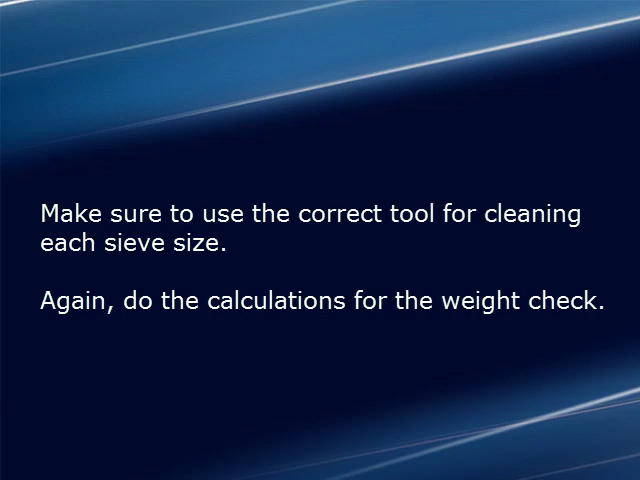 Make sure to use the correct tool for cleaning
each sieve size.
Again, do the calculations for the weight check.